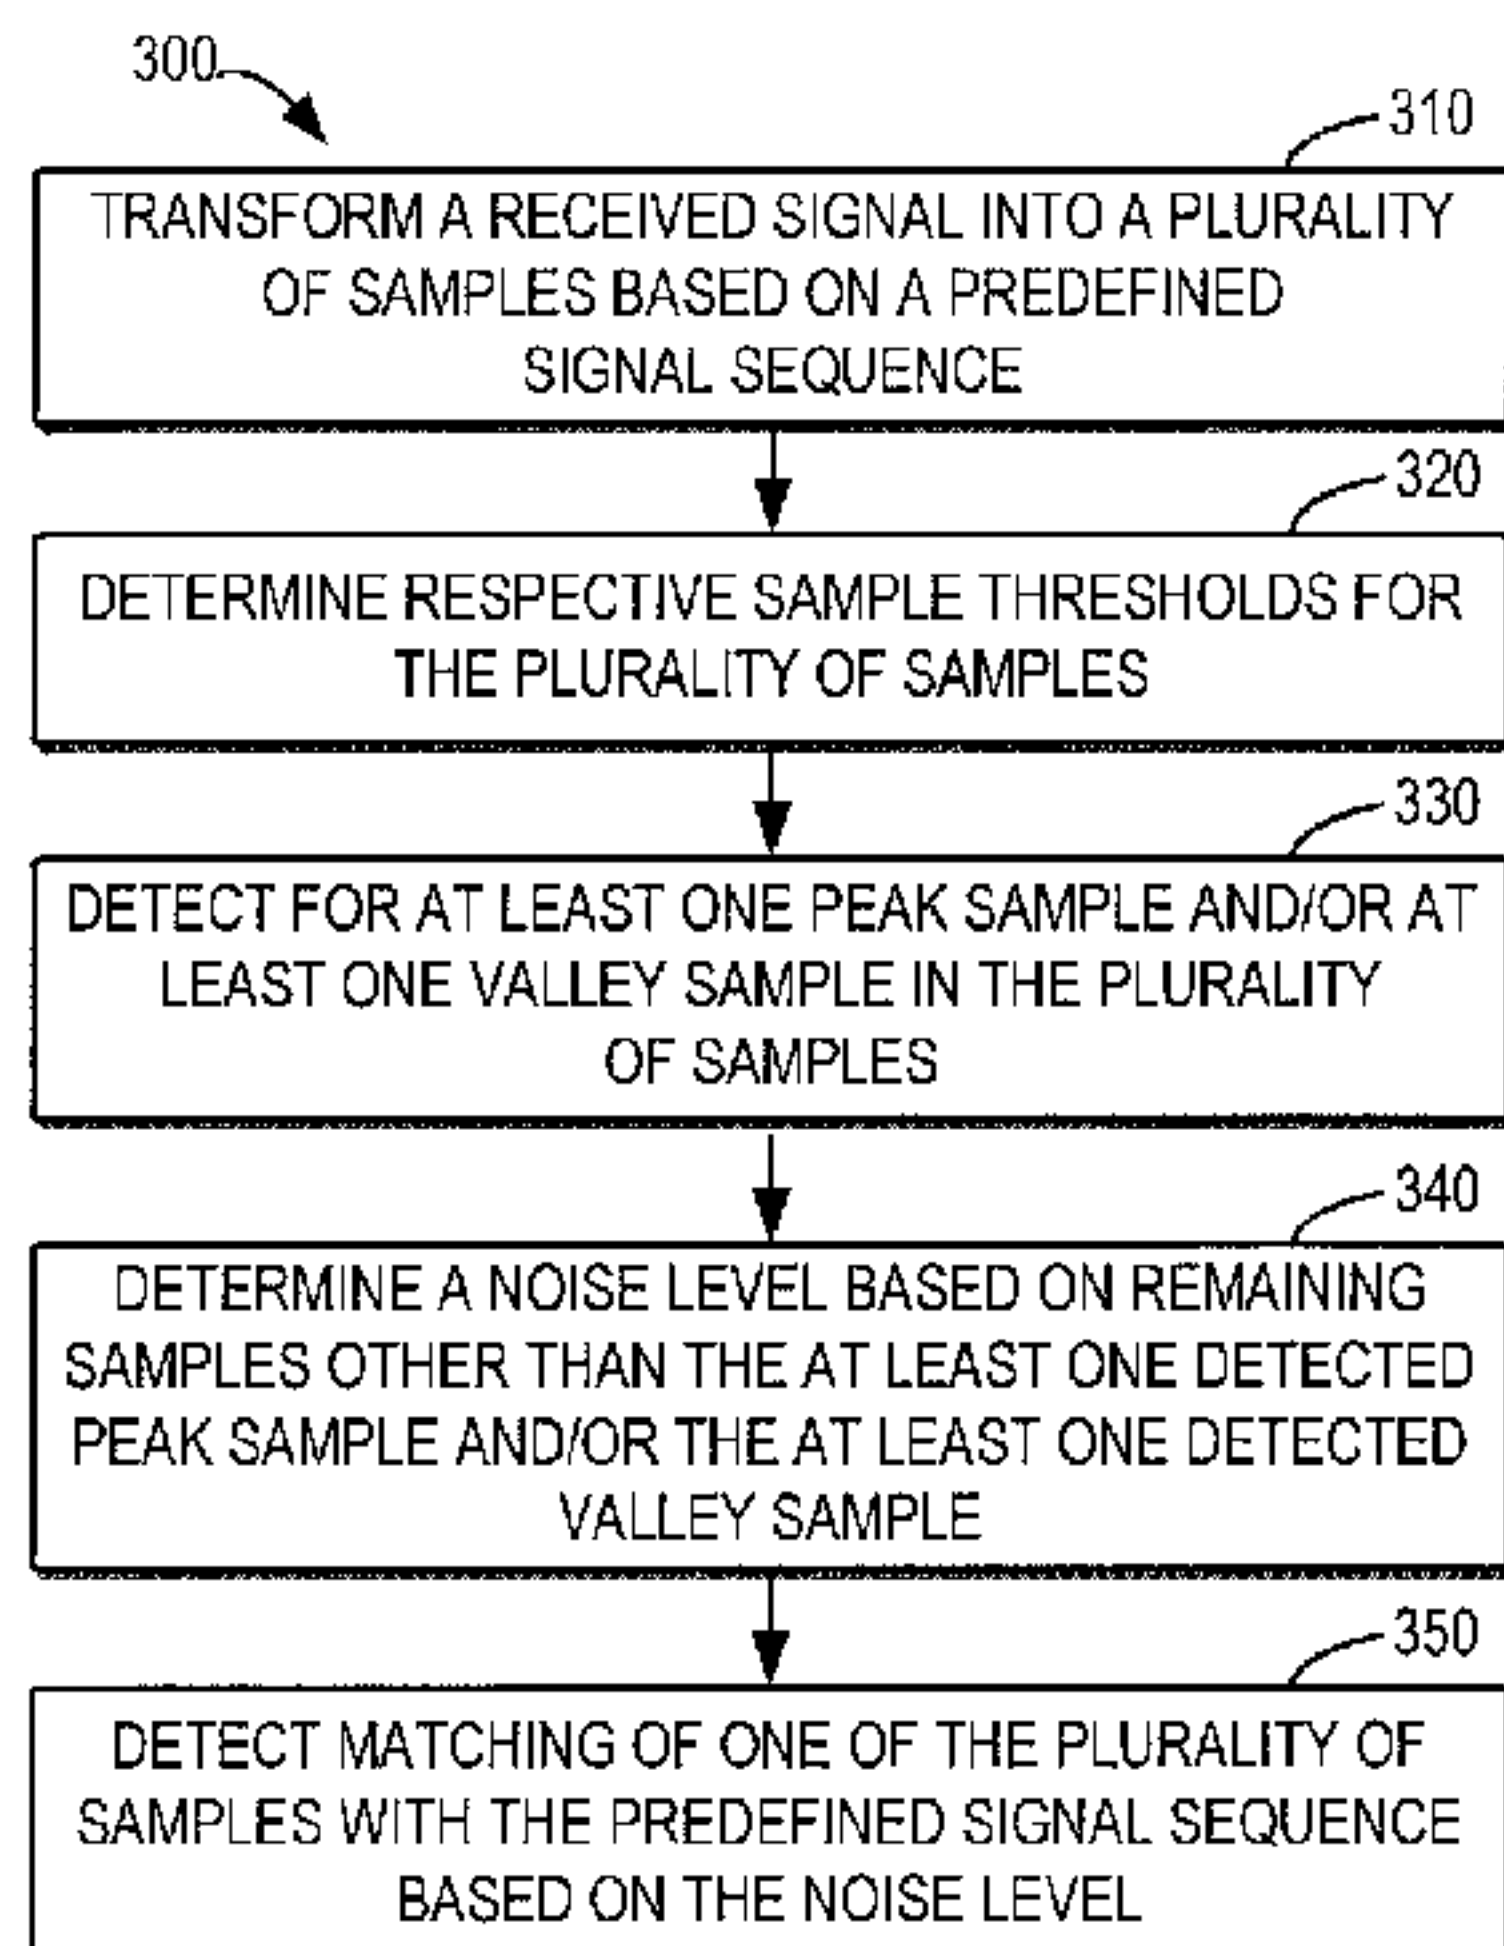 300
310
TRANSFORM A RECEIVED SIGNAL INTO A PLURALITY
OF SAMPLES BASED ON A PREDEFINED
SIGNAL SEQUENCE
320
DETERMINE RESPECTIVE SAMPLE THRESHOLDS FOR
THE PLURALITY OF SAMPLES
330
DETECT FOR AT LEAST ONE PEAK SAMPLE AND/OR AT
LEAST ONE VALLEY SAMPLE IN THE PLURALITY
OF SAMPLES
340
DETERMINE A NOISE LEVEL BASED ON REMAINING
SAMPLES OTHER THAN THE AT LEAST ONE DETECTED
PEAK SAMPLE AND/OR THE AT LEAST ONE DETECTED
VALLEY SAMPLE
350
DETECT MATCHING OF ONE OF THE PLURALITY OF
SAMPLES WITH THE PREDEFINED SIGNAL SEQUENCE
BASED ON THE NOISE LEVEL